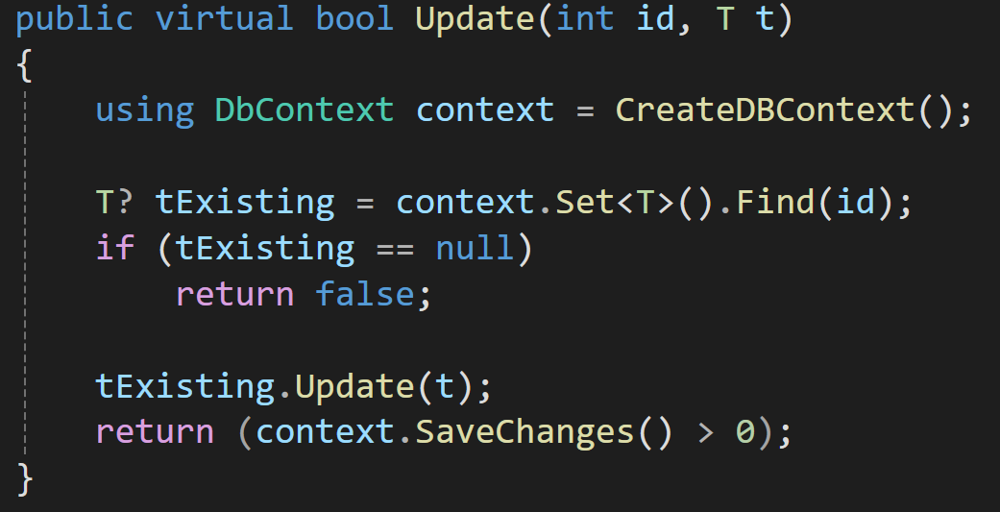 public virtual bool Update(int id, T t)
{
    using DbContext context = CreateDBContext();
    T? tExisting = context.Set<T>().Find(id);
    if (tExisting == null)
        return false;
    tExisting.Update(t);
    return (context.SaveChanges() > 0);
}